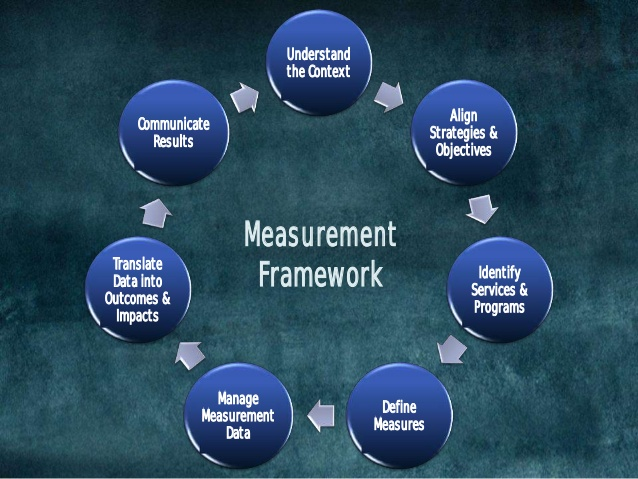 Understand
the Context
Align
Strategies &
Objectives
Identify
Services &
Programs
Define
Measures
Manage
Measurement
Data
Translate
Data into
Outcomes &
Impacts
Communicate
Results
Measurement
Framework